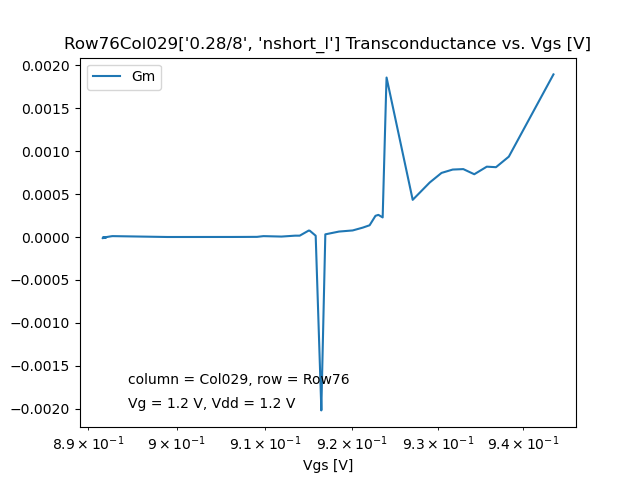 Row76Col029['0.28/8', 'nshort_l'] Transconductance vs. Vgs [V]
Gm
0.0020
0.0015
0.0010
0.0005
0.0000
−0.0005
−0.0010
−0.0015
−0.0020
column = Col029, row = Row76
Vg = 1.2 V, Vdd = 1.2 V
8.9 × 10⁻¹ 9 × 10⁻¹ 9.1 × 10⁻¹ 9.2 × 10⁻¹ 9.3 × 10⁻¹ 9.4 × 10⁻¹
Vgs [V]